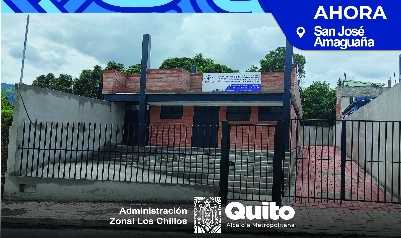 AHORA
San José
Amaguaña
Administración
Zonal Los Chillos
Quito
Alcaldía Metropolitana